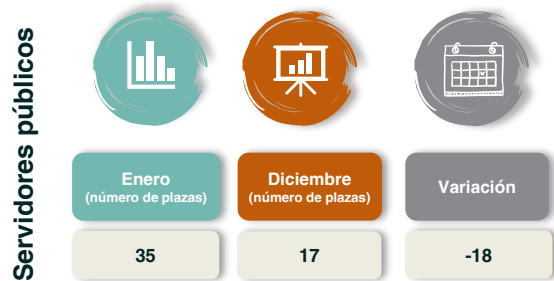 Servidores públicos
Enero
(número de plazas)
Diciembre
(número de plazas)
Variación
35
17
-18